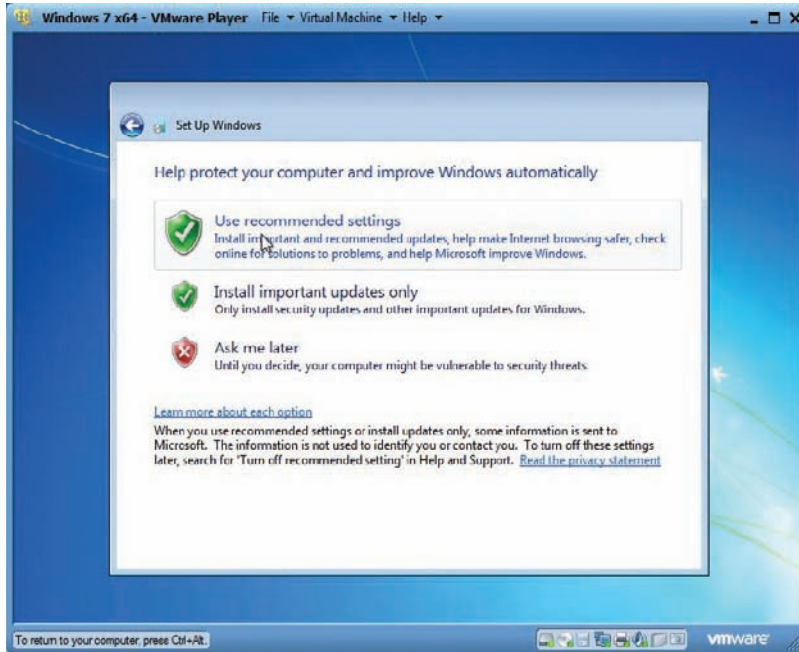 Windows 7 x64 - VMware Player File Virtual Machine Help
Set Up Windows
Help protect your computer and improve Windows automatically
Use recommended settings
Install important and recommended updates, help make Internet browsing safer, check
online for solutions to problems, and help Microsoft improve Windows.
Install important updates only
Only install security updates and other important updates for Windows.
Ask me later
Until you decide, your computer might be vulnerable to security threats.
Learn more about each option
When you use recommended settings or install updates only, some information is sent to
Microsoft. The information is not used to identify you or contact you. To turn off these settings
later, search for 'Turn off recommended setting' in Help and Support. Read the privacy statement
To return to your computer, press Ctrl+Alt.
vmware